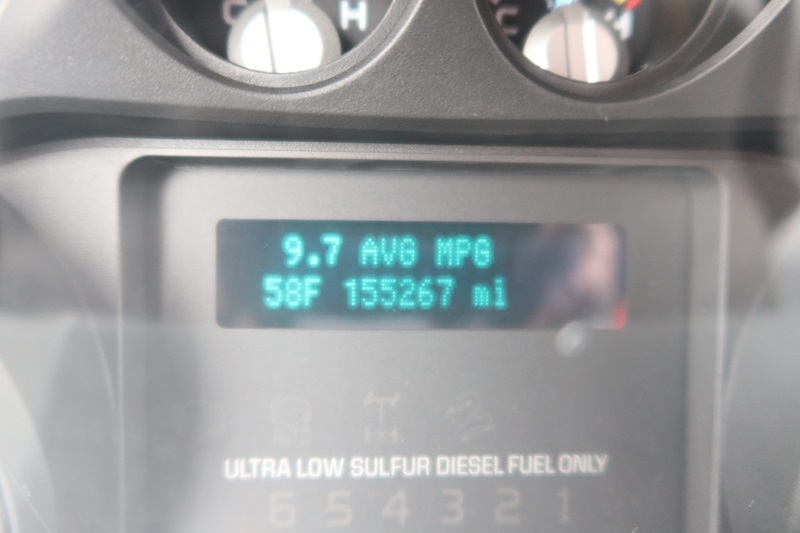 C H C
9.7 AVG MPG
58F 155267 mi
ULTRA LOW SULFUR DIESEL FUEL ONLY
6 5 4 3 2 1